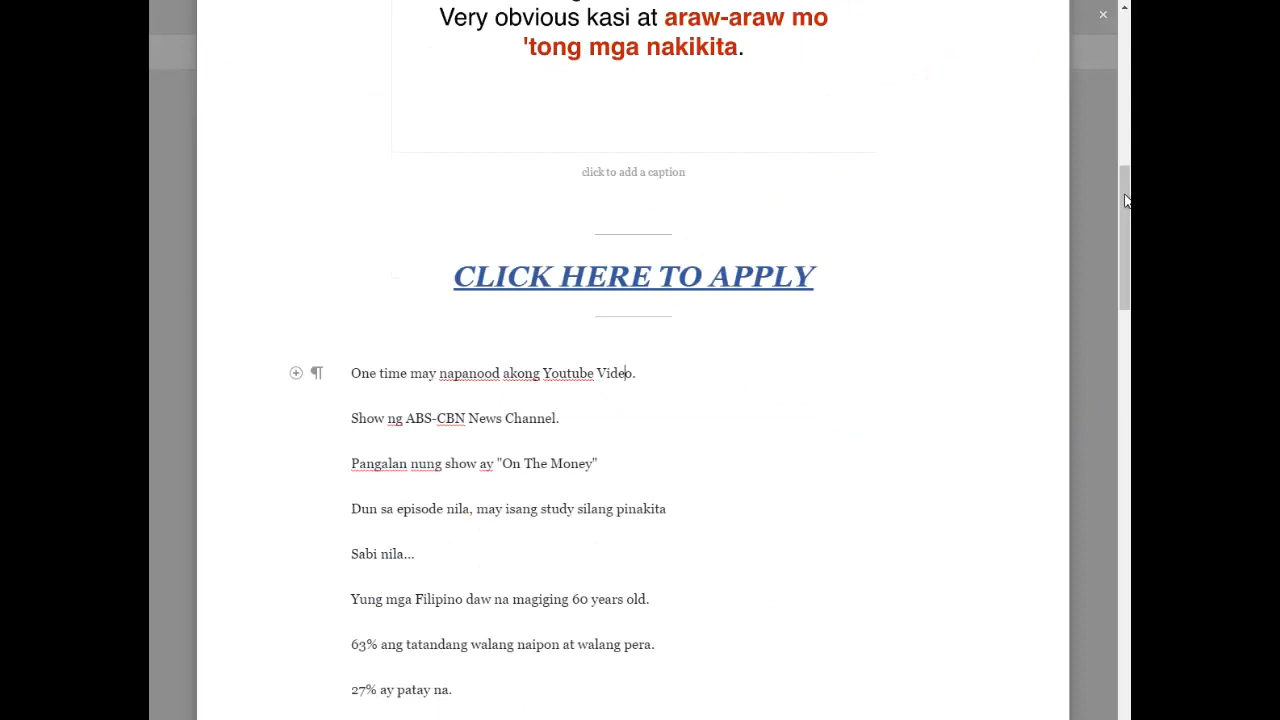 Very obvious kasi at araw-araw mo
'tong mga nakikita.
click to add a caption
CLICK HERE TO APPLY
One time may napanood akong Youtube Video.
Show ng ABS-CBN News Channel.
Pangalan nung show ay "On The Money"
Dun sa episode nila, may isang study silang pinakita
Sabi nila...
Yung mga Filipino daw na magiging 60 years old.
63% ang tatandang walang naipon at walang pera.
27% ay patay na.